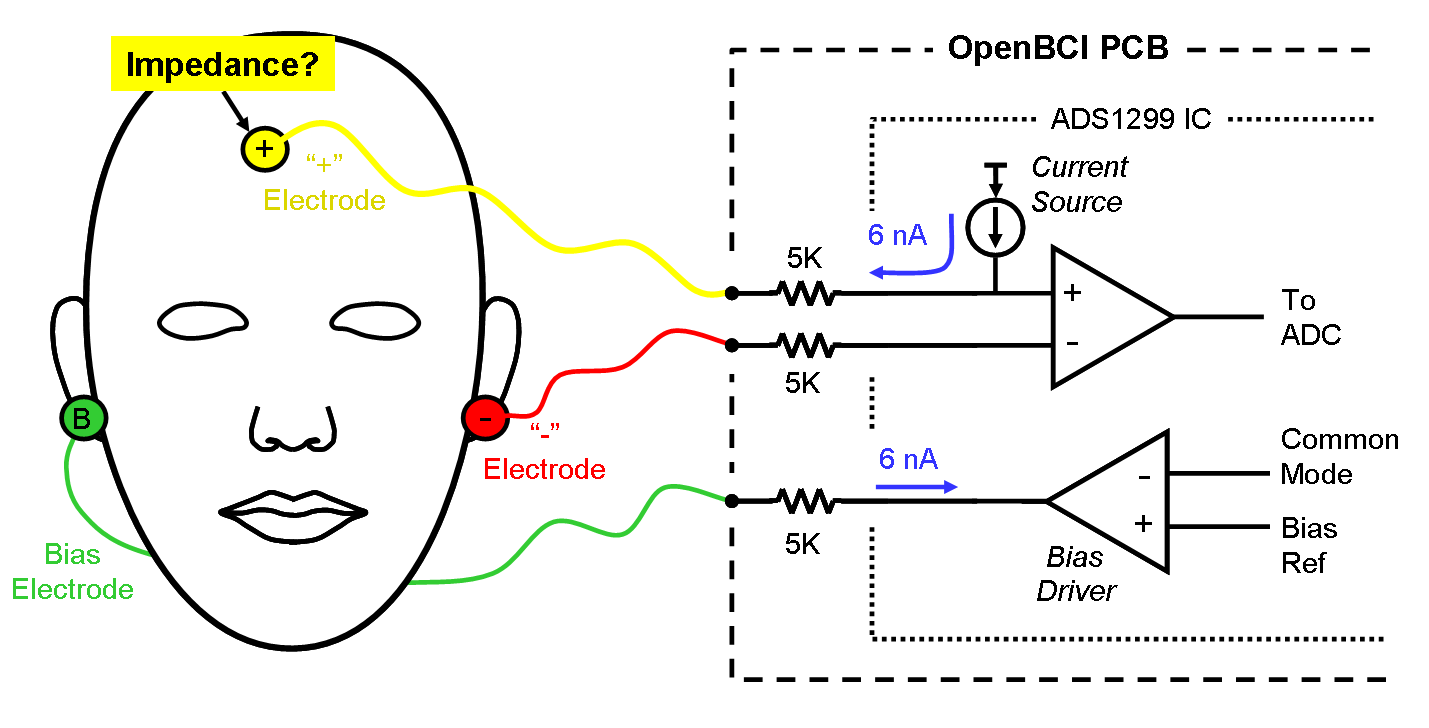 Impedance?
+
“+”
Electrode
B
-
“-”
Electrode
Bias
Electrode
OpenBCI PCB
ADS1299 IC
Current
Source
6 nA
5K
+
-
5K
To
ADC
6 nA
5K
-
+
Common
Mode
Bias
Ref
Bias
Driver